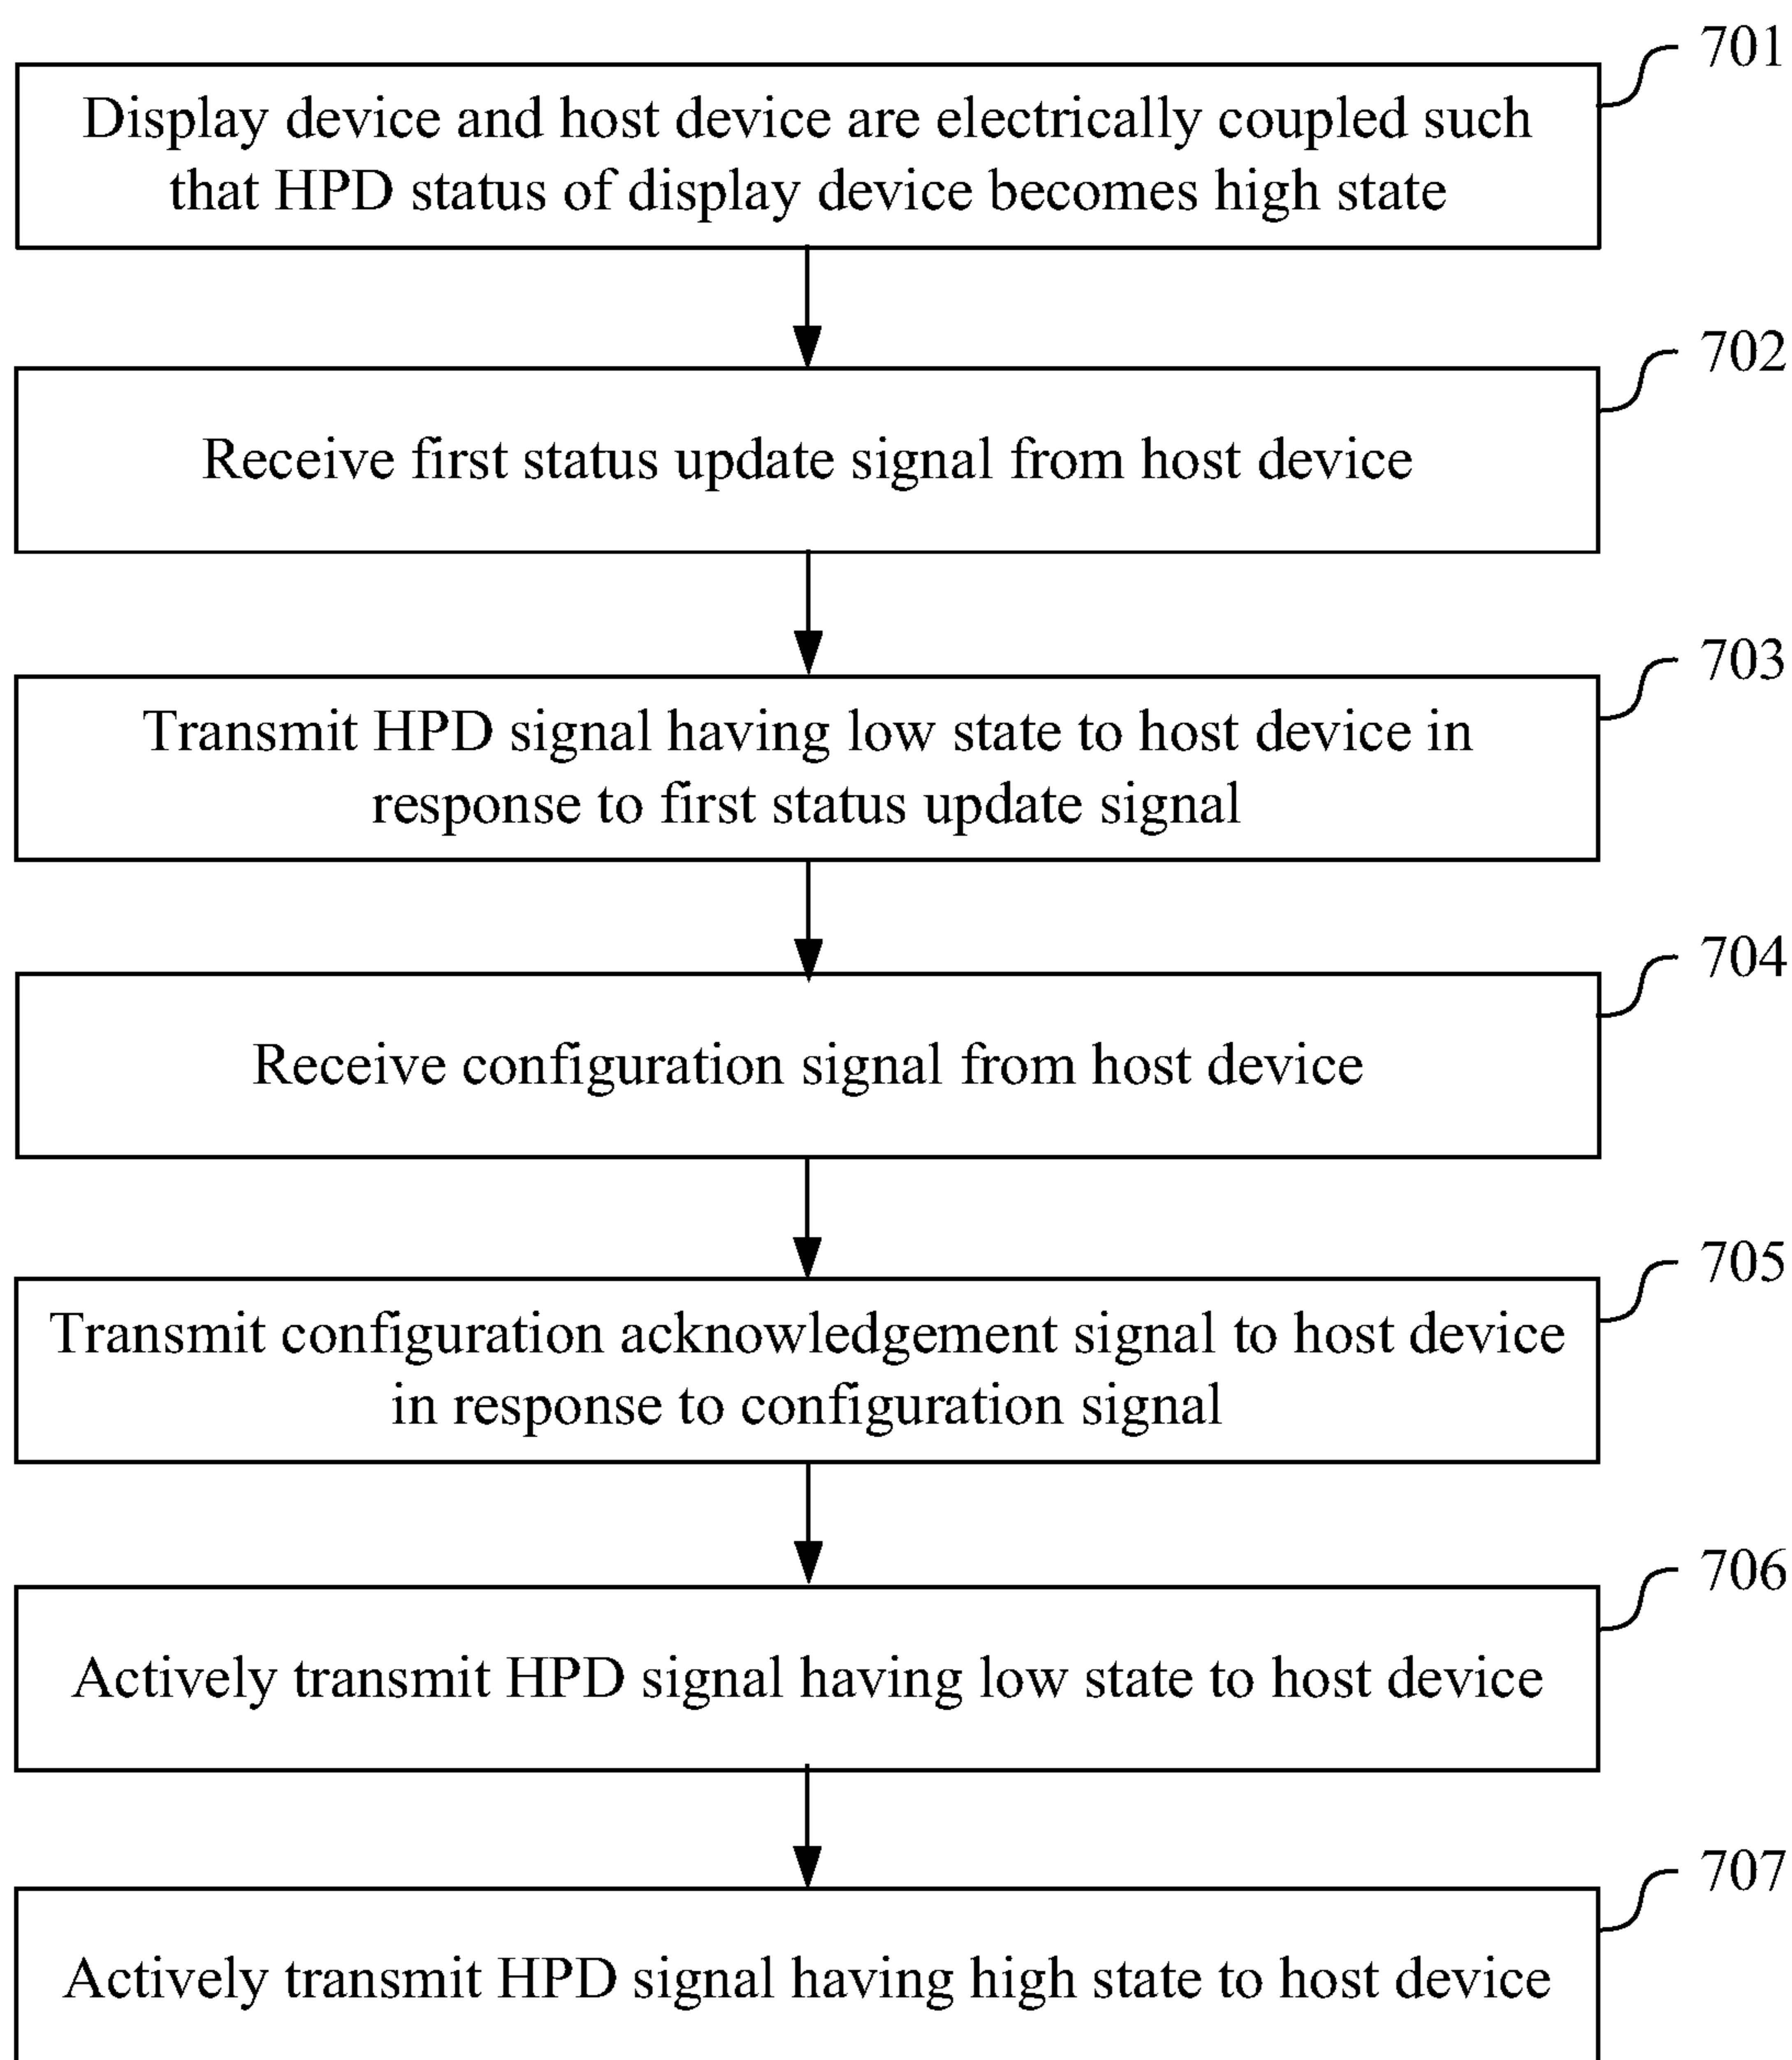 701
Display device and host device are electrically coupled such
that HPD status of display device becomes high state
702
Receive first status update signal from host device
703
Transmit HPD signal having low state to host device in
response to first status update signal
704
Receive configuration signal from host device
705
Transmit configuration acknowledgement signal to host device
in response to configuration signal
706
Actively transmit HPD signal having low state to host device
707
Actively transmit HPD signal having high state to host device